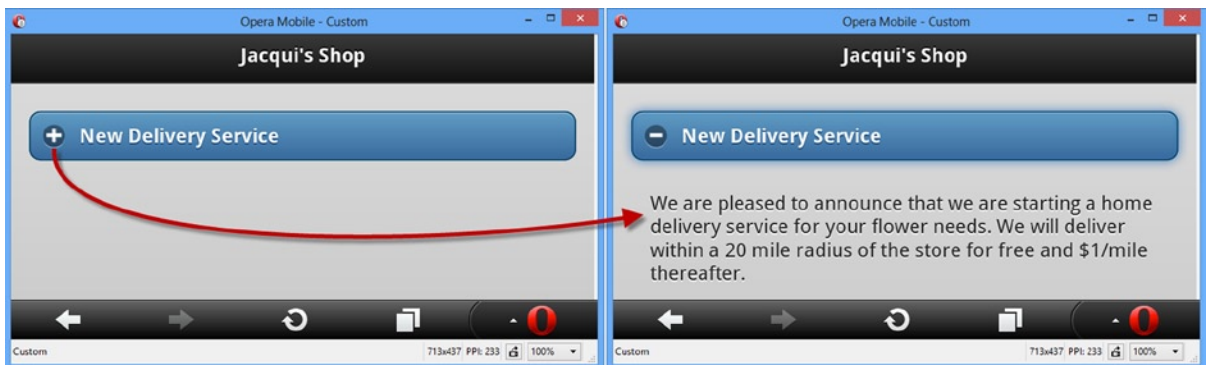 Opera Mobile - Custom
Jacqui's Shop
New Delivery Service
Custom
713x437 PPI: 233
100%
Opera Mobile - Custom
Jacqui's Shop
New Delivery Service
We are pleased to announce that we are starting a home
delivery service for your flower needs. We will deliver
within a 20 mile radius of the store for free and $1/mile
thereafter.
Custom
713x437 PPI: 233
100%